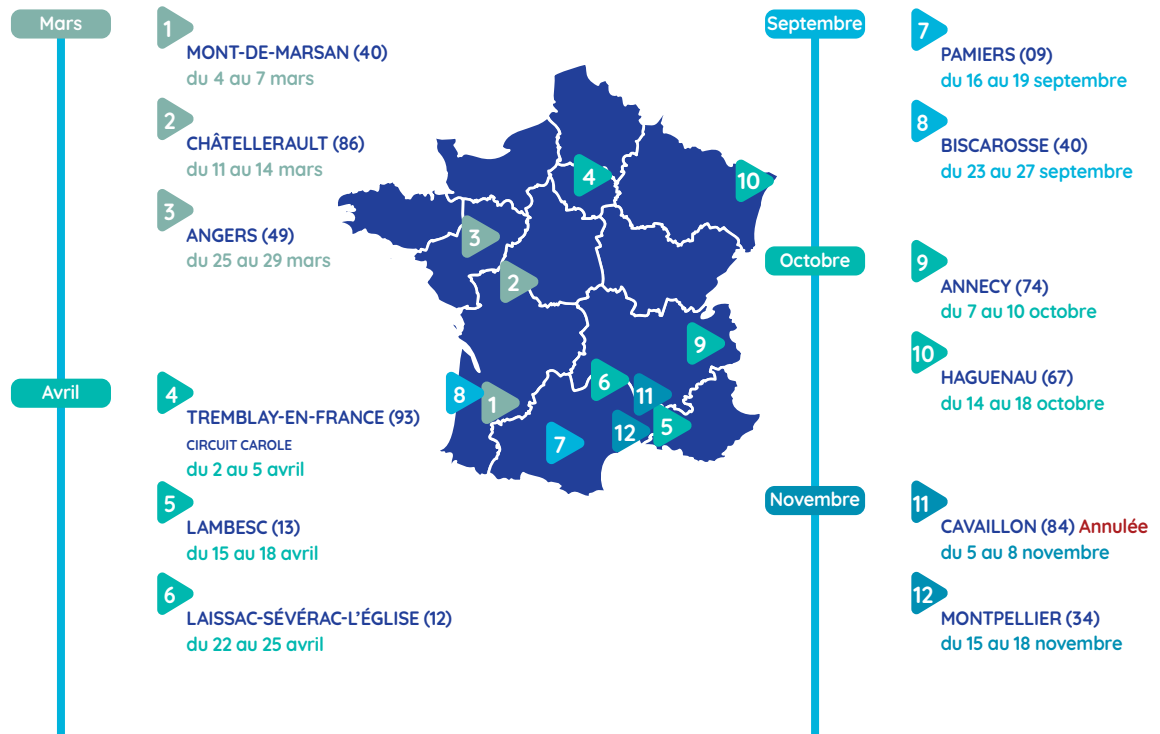 Mars
1
MONT-DE-MARSAN (40)
du 4 au 7 mars
2
CHÂTELLERAULT (86)
du 11 au 14 mars
3
ANGERS (49)
du 25 au 29 mars
Avril
4
TREMBLAY-EN-FRANCE (93)
CIRCUIT CAROLE
du 2 au 5 avril
5
LAMBESC (13)
du 15 au 18 avril
6
LAISSAC-SÉVÉRAC-L’ÉGLISE (12)
du 22 au 25 avril
4
10
3
2
9
6
8
1
11
5
12
7
Septembre
7
PAMIERS (09)
du 16 au 19 septembre
8
BISCAROSSE (40)
du 23 au 27 septembre
Octobre
9
ANNECY (74)
du 7 au 10 octobre
10
HAGUENAU (67)
du 14 au 18 octobre
Novembre
11
CAVAILLON (84) Annulée
du 5 au 8 novembre
12
MONTPELLIER (34)
du 15 au 18 novembre